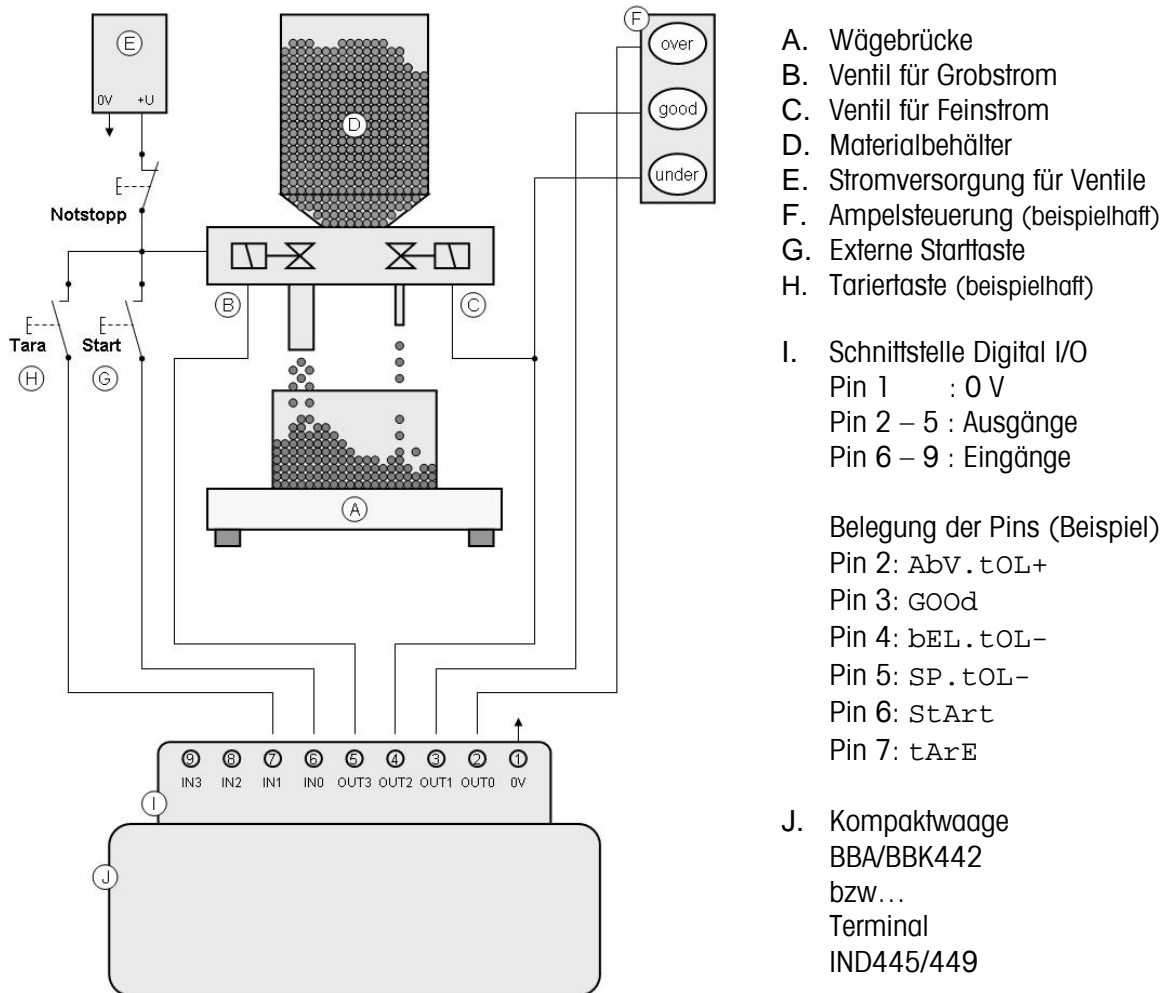 E
0V +U
Notstopp
Tara
Start
H
G
D
B
C
A
F
over
good
under
9 8 7 6 5 4 3 2 1
IN3 IN2 IN1 IN0 OUT3 OUT2 OUT1 OUT0 0V
I
J
A. Wägebrücke
B. Ventil für Grobstrom
C. Ventil für Feinstrom
D. Materialbehälter
E. Stromversorgung für Ventile
F. Ampelsteuerung (beispielhaft)
G. Externe Starttaste
H. Tariertaste (beispielhaft)
I. Schnittstelle Digital I/O
Pin 1 : 0 V
Pin 2 – 5 : Ausgänge
Pin 6 – 9 : Eingänge
Belegung der Pins (Beispiel)
Pin 2: AbV.tOL+
Pin 3: GOOd
Pin 4: bEL.tOL-
Pin 5: SP.tOL-
Pin 6: StArt
Pin 7: tArE
J. Kompaktwaage
BBA/BBK442
bzw...
Terminal
IND445/449